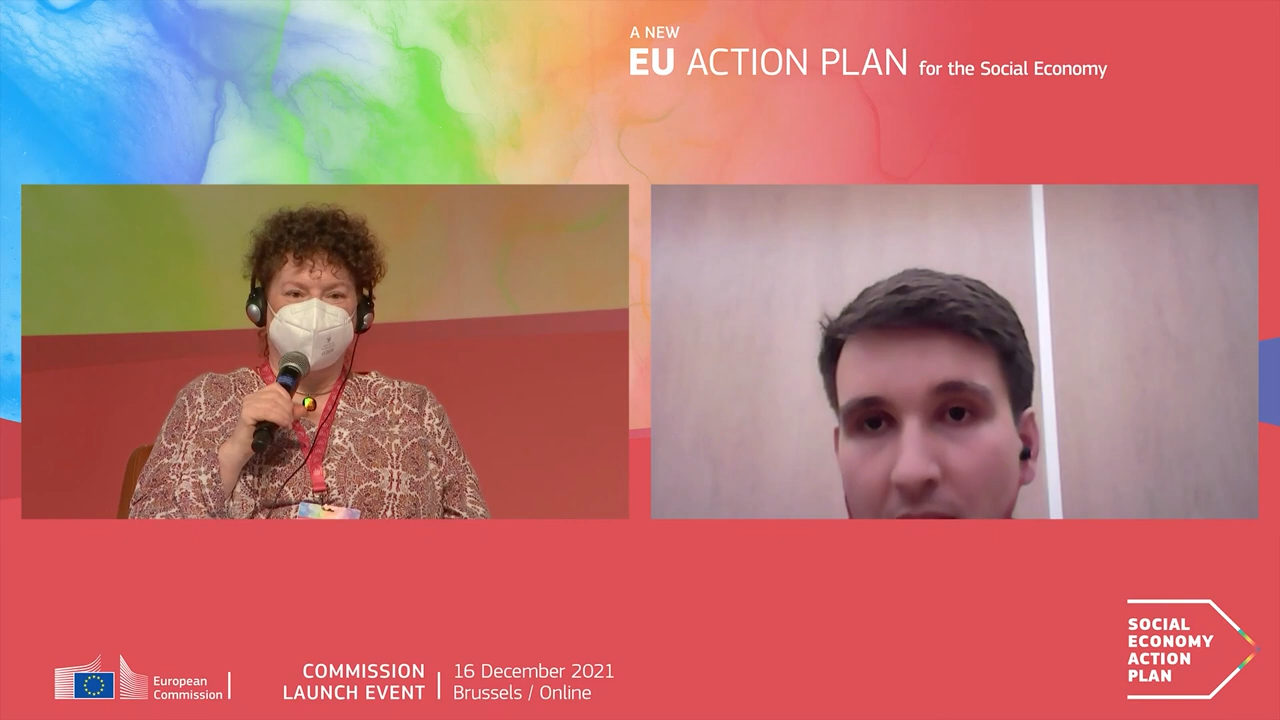 A NEW
EU ACTION PLAN for the Social Economy
SOCIAL
ECONOMY
ACTION
PLAN
European
Commission
COMMISSION
LAUNCH EVENT
16 December 2021
Brussels / Online